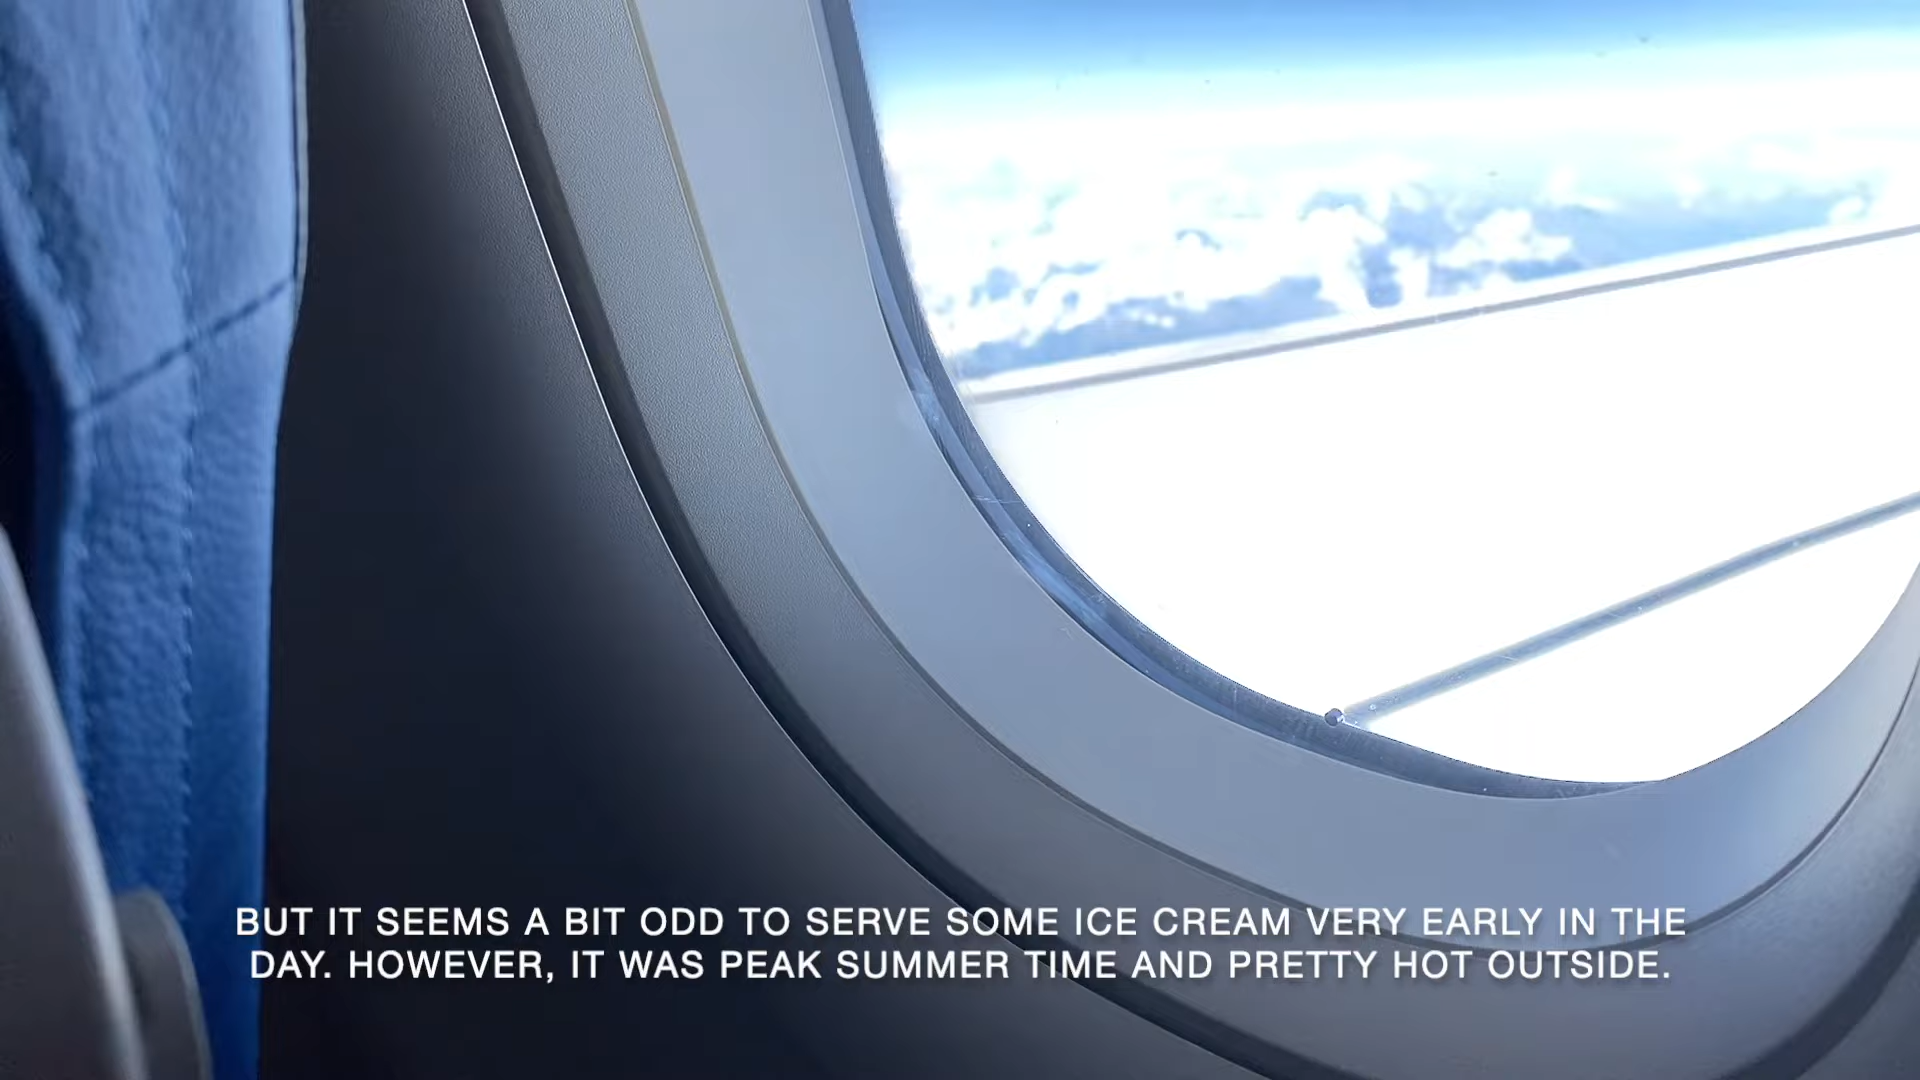 BUT IT SEEMS A BIT ODD TO SERVE SOME ICE CREAM VERY EARLY IN THE
DAY. HOWEVER, IT WAS PEAK SUMMER TIME AND PRETTY HOT OUTSIDE.